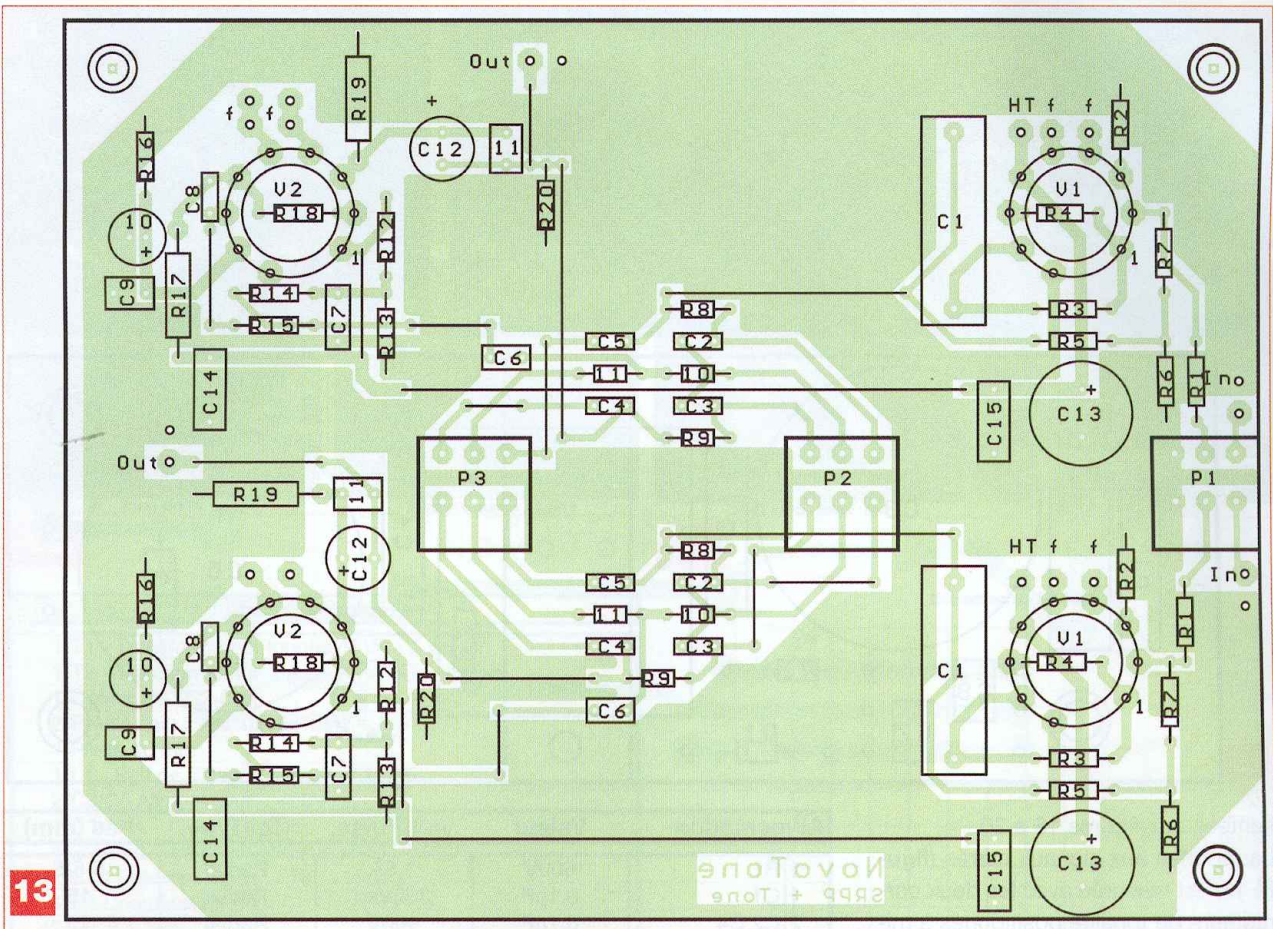 Out
R19
HT f f
R2
f f
+
C12
11
R16
R20
C8
V2
R18
V1
R4
C1
R12
R7
10
+
1
1
C9
R17
R14
R15
C7
R13
R8
R3
R5
C5
C2
C6
11
10
R6
R1
In
C14
C4
C3
R9
C15
+
C13
Out
P3
P2
P1
R19
11
+
C12
R8
HT f f
R2
In
R16
C5
C2
f f
11
10
R1
C8
V2
R18
C4
C3
V1
R4
C1
10
+
R12
R20
R9
R7
1
C6
1
C9
R17
R14
R15
C7
R13
R3
R5
R6
C14
NovoTone
SRPP + Tone
C15
+
C13
13